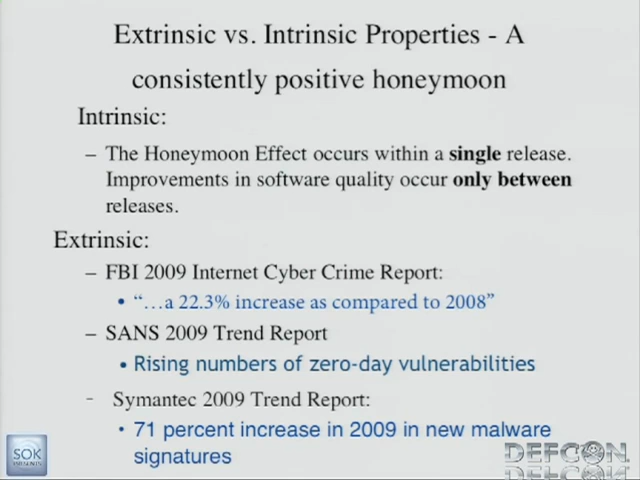 Extrinsic vs. Intrinsic Properties - A
consistently positive honeymoon
Intrinsic:
– The Honeymoon Effect occurs within a single release.
Improvements in software quality occur only between
releases.
Extrinsic:
– FBI 2009 Internet Cyber Crime Report:
• “…a 22.3% increase as compared to 2008”
– SANS 2009 Trend Report
• Rising numbers of zero-day vulnerabilities
- Symantec 2009 Trend Report:
• 71 percent increase in 2009 in new malware
signatures
SOK
PRESENTS
DEFCON